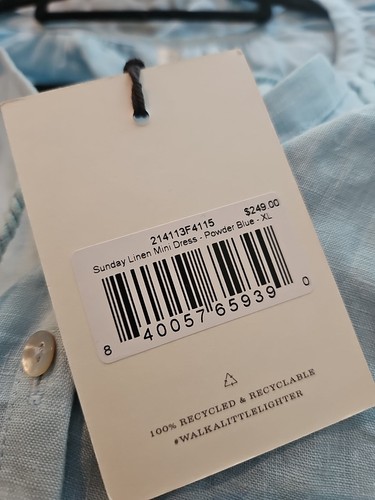 214113F4115 $249.00
Sunday Linen Mini Dress - Powder Blue - XL
8 40057 65939 0
100% RECYCLED & RECYCLABLE
#WALKALITTLELIGHTER